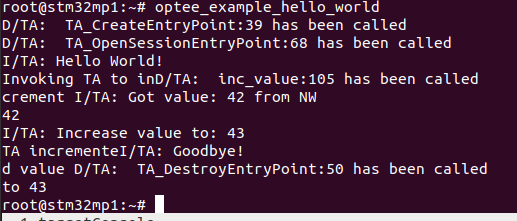 root@stm32mp1:~# optee_example_hello_world
D/TA:  TA_CreateEntryPoint:39 has been called
D/TA:  TA_OpenSessionEntryPoint:68 has been called
I/TA: Hello World!
Invoking TA to inD/TA:  inc_value:105 has been called
crement I/TA: Got value: 42 from NW
42
I/TA: Increase value to: 43
TA incrementeI/TA: Goodbye!
d value D/TA:  TA_DestroyEntryPoint:50 has been called
to 43
root@stm32mp1:~#